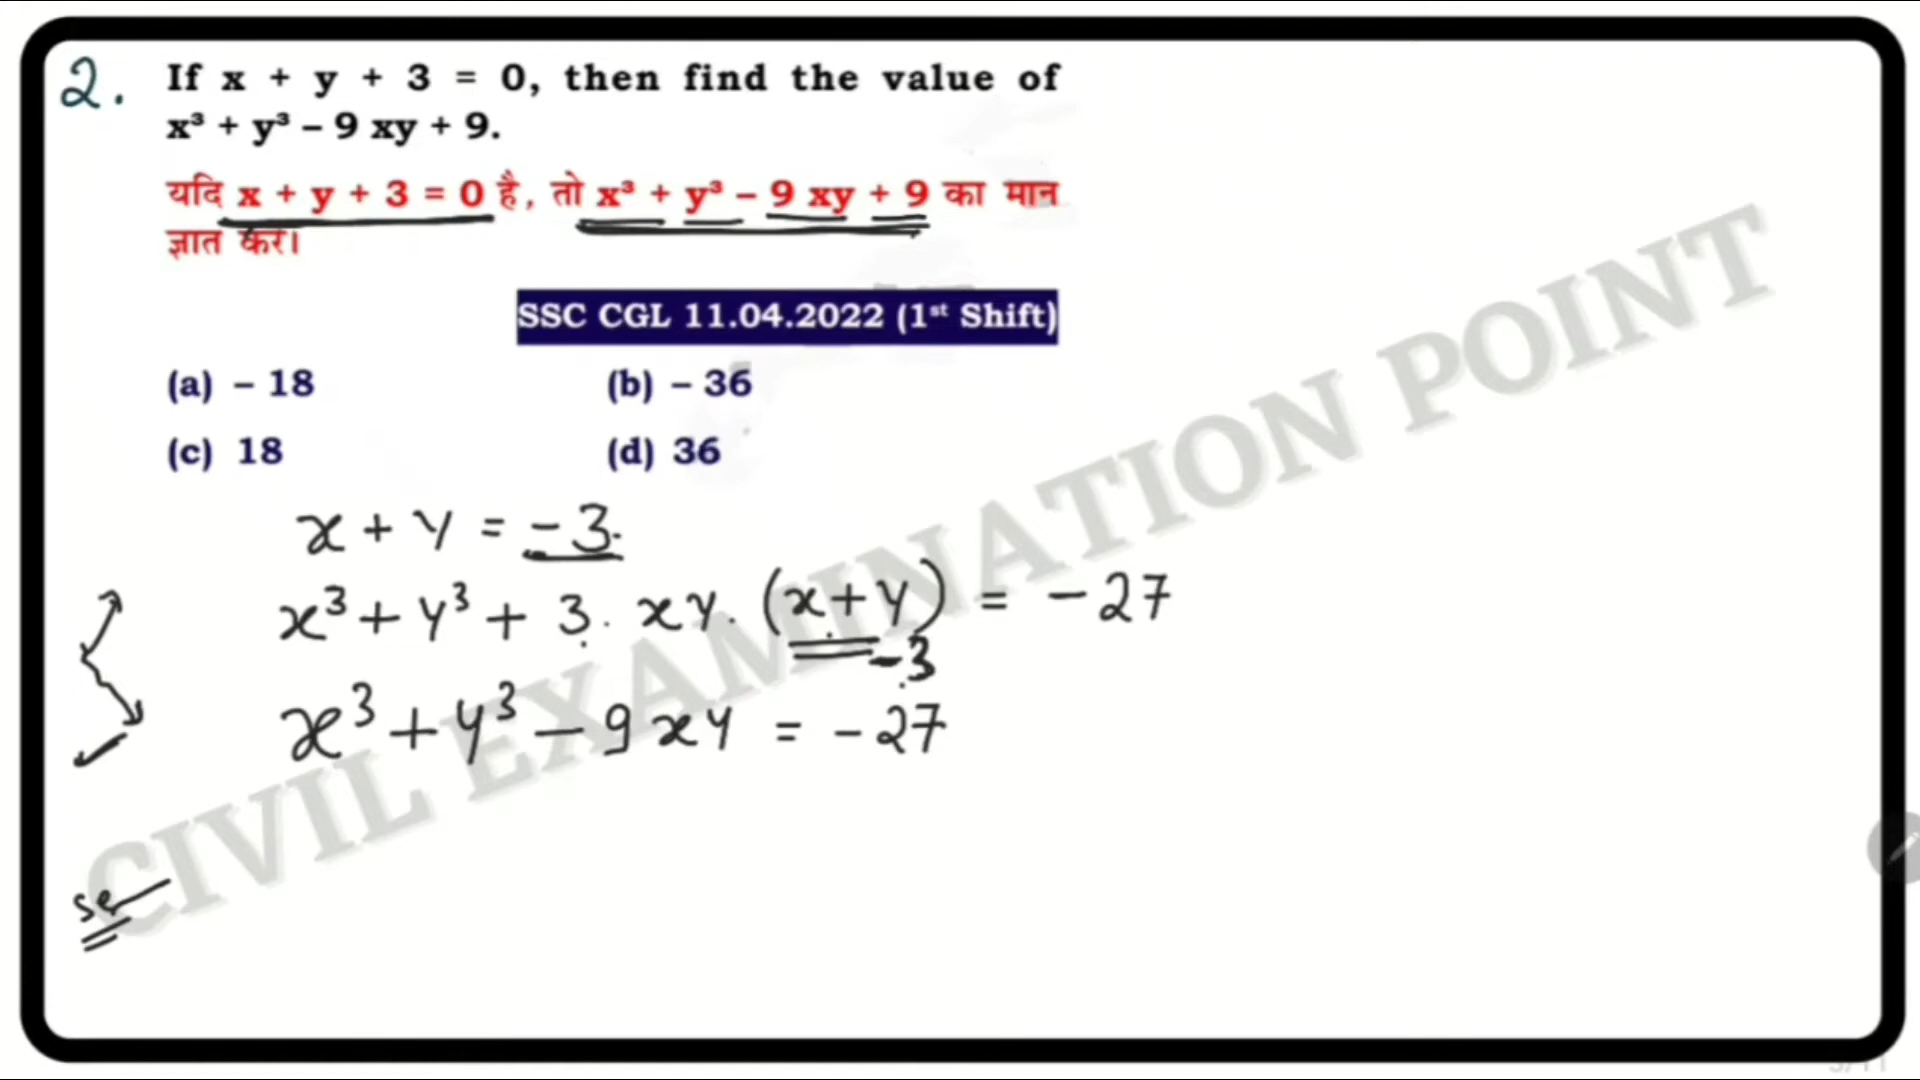 2. If x + y + 3 = 0, then find the value of
x³ + y³ – 9 xy + 9.
यदि x + y + 3 = 0 है, तो x³ + y³ – 9 xy + 9 का मान
ज्ञात करें।
SSC CGL 11.04.2022 (1st Shift)
(a) – 18 (b) – 36
(c) 18 (d) 36
x + y = -3.
x³ + y³ + 3. xy. (x+y) = -27
-3
x³ + y³ – 9xy = -27
CIVIL EXAMINATION POINT